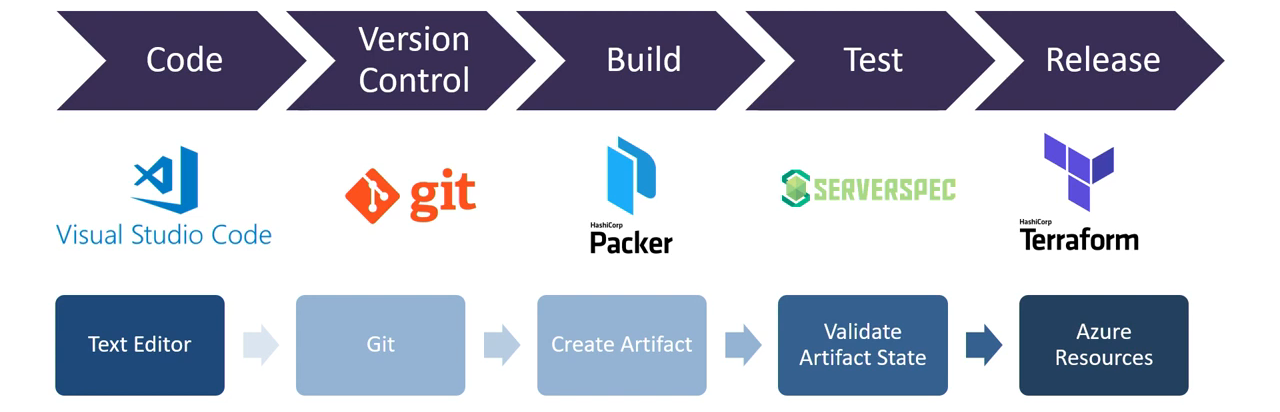 Code
Version
Control
Build
Test
Release
Visual Studio Code
git
HashiCorp
Packer
SERVERSPEC
HashiCorp
Terraform
Text Editor
Git
Create Artifact
Validate
Artifact State
Azure
Resources